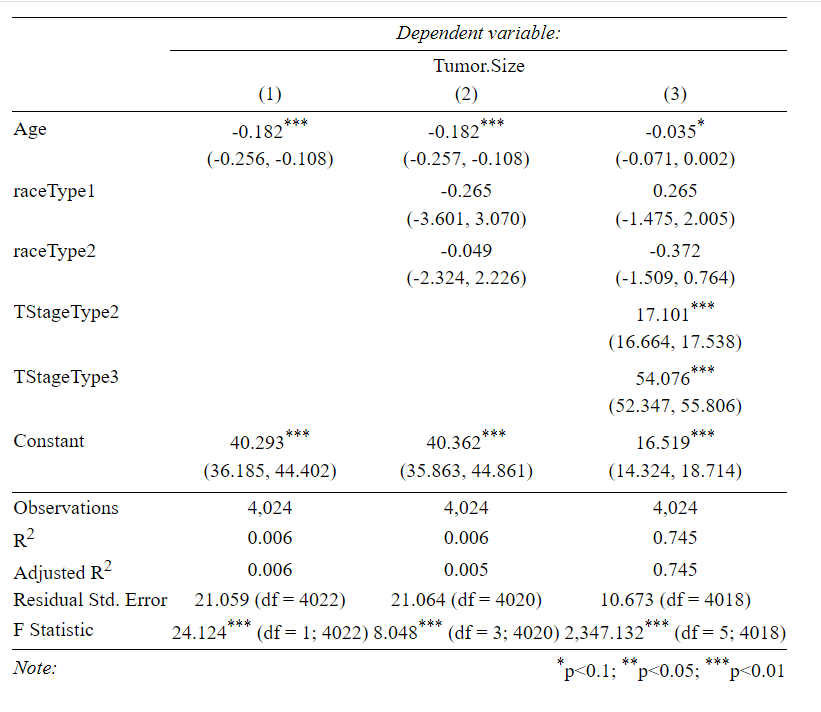 Dependent variable:
Tumor.Size
(1) (2) (3)
Age -0.182*** -0.182*** -0.035*
(-0.256, -0.108) (-0.257, -0.108) (-0.071, 0.002)
raceType1 -0.265 0.265
(-3.601, 3.070) (-1.475, 2.005)
raceType2 -0.049 -0.372
(-2.324, 2.226) (-1.509, 0.764)
TStageType2 17.101***
(16.664, 17.538)
TStageType3 54.076***
(52.347, 55.806)
Constant 40.293*** 40.362*** 16.519***
(36.185, 44.402) (35.863, 44.861) (14.324, 18.714)
Observations 4,024 4,024 4,024
R2 0.006 0.006 0.745
Adjusted R2 0.006 0.005 0.745
Residual Std. Error 21.059 (df = 4022) 21.064 (df = 4020) 10.673 (df = 4018)
F Statistic 24.124*** (df = 1; 4022) 8.048*** (df = 3; 4020) 2,347.132*** (df = 5; 4018)
Note: *p<0.1; **p<0.05; ***p<0.01